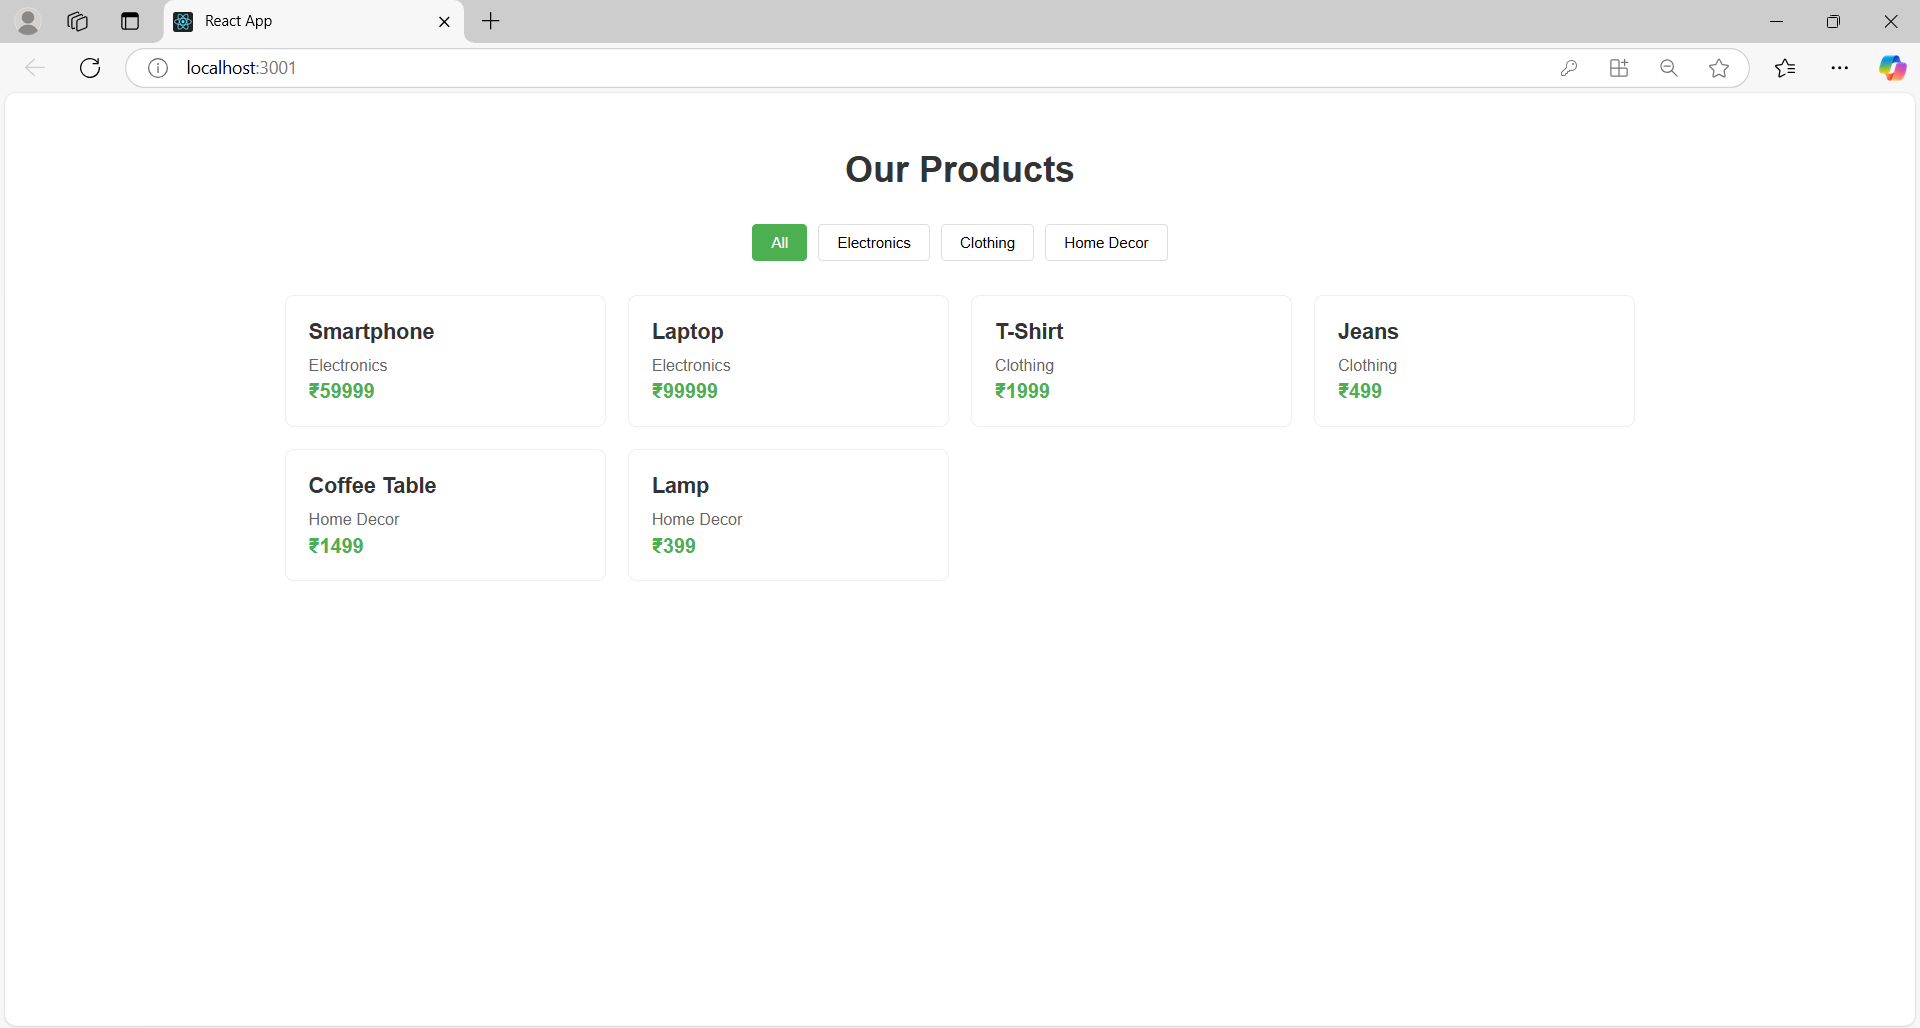 React App
localhost:3001
Our Products
All Electronics Clothing Home Decor
Smartphone
Electronics
₹59999
Laptop
Electronics
₹99999
T-Shirt
Clothing
₹1999
Jeans
Clothing
₹499
Coffee Table
Home Decor
₹1499
Lamp
Home Decor
₹399